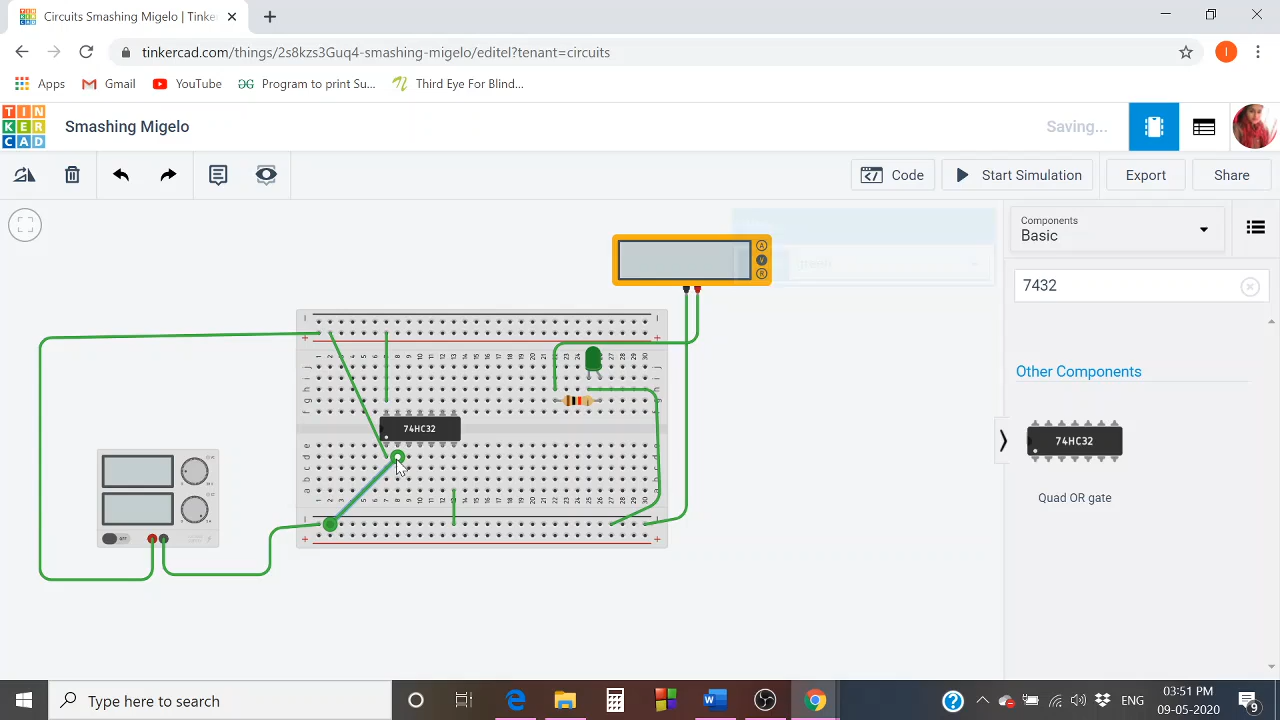 Circuits Smashing Migelo | Tinke
tinkercad.com/things/2s8kzs3Guq4-smashing-migelo/editel?tenant=circuits
Apps Gmail YouTube Program to print Su... Third Eye For Blind...
TIN
KER
CAD
Smashing Migelo
Saving...
Code Start Simulation Export Share
Components
Basic
7432
Other Components
74HC32
Quad OR gate
A
V
R
74HC32
Type here to search
ENG
03:51 PM
09-05-2020
9